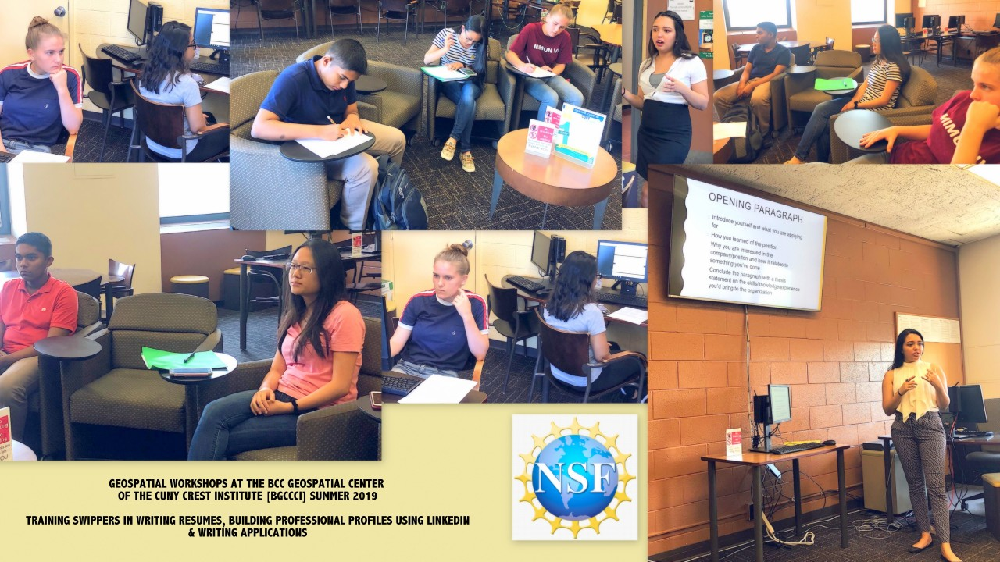 MMUN V
MMU
OPENING PARAGRAPH
Introduce yourself and what you are applying
for
How you learned of the position
Why you are interested in the
company/position and how it relates to
something you've done
Conclude the paragraph with a thesis
statement on the skills/knowledge/experience
you'd bring to the organization
NSF
GEOSPATIAL WORKSHOPS AT THE BCC GEOSPATIAL CENTER
OF THE CUNY CREST INSTITUTE [BGCCCI] SUMMER 2019
TRAINING SWIPPERS IN WRITING RESUMES, BUILDING PROFESSIONAL PROFILES USING LINKEDIN
& WRITING APPLICATIONS